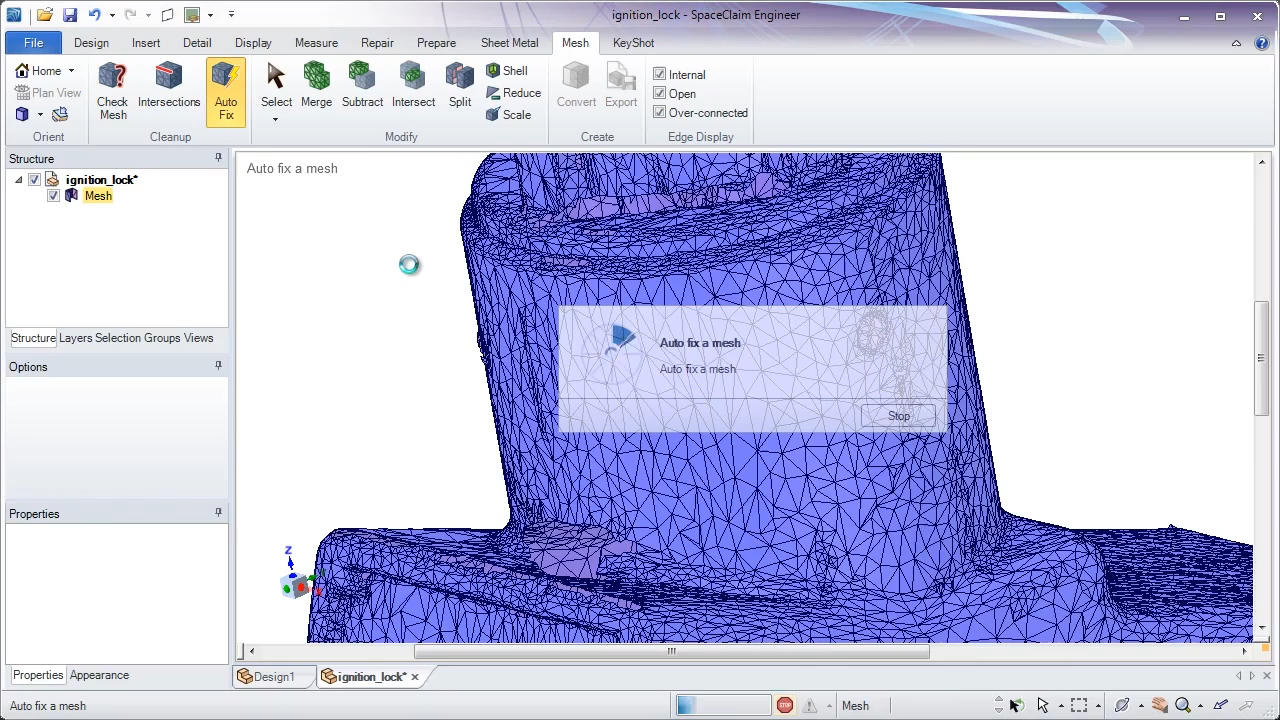 ignition_lock* - SpaceClaim Engineer
File Design Insert Detail Display Measure Repair Prepare Sheet Metal Mesh KeyShot
Home
Plan View
Orient
Check Mesh
Intersections
Auto Fix
Cleanup
Select
Merge
Subtract
Intersect
Split
Shell
Reduce
Scale
Modify
Convert
Export
Create
Internal
Open
Over-connected
Edge Display
Structure
ignition_lock*
Mesh
Structure Layers Selection Groups Views
Options
Properties
Properties Appearance
Auto fix a mesh
Auto fix a mesh
Auto fix a mesh
Stop
Z
Design1
ignition_lock*
Auto fix a mesh
STOP
Mesh